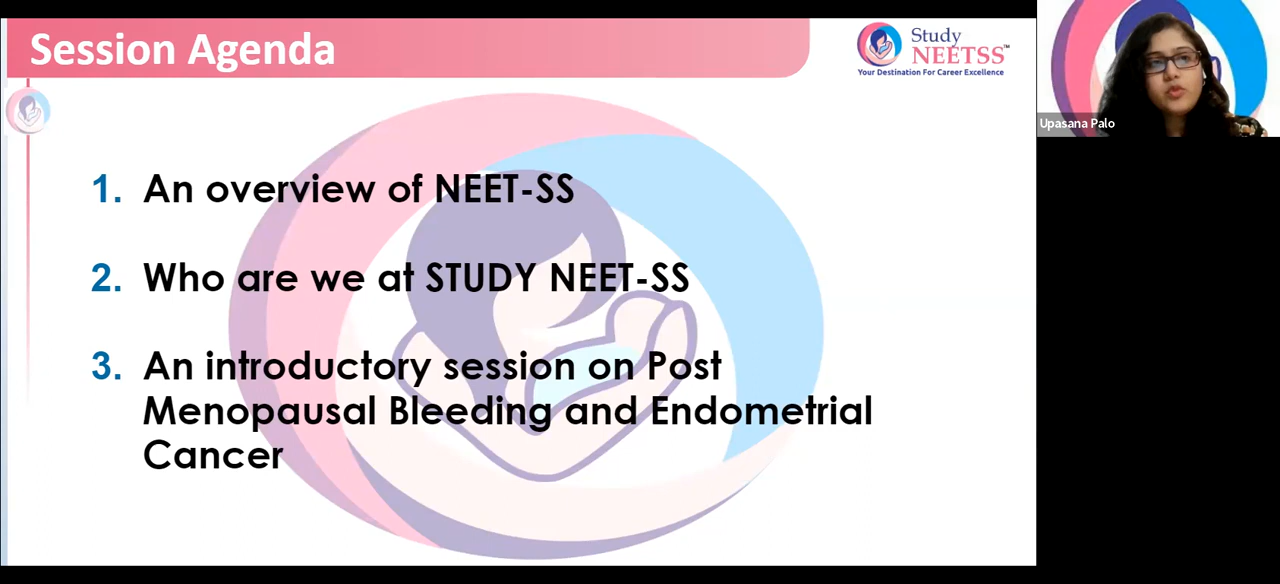 Session Agenda
Study
NEETSS™
Your Destination For Career Excellence
Upasana Palo
1. An overview of NEET-SS
2. Who are we at STUDY NEET-SS
3. An introductory session on Post
Menopausal Bleeding and Endometrial
Cancer